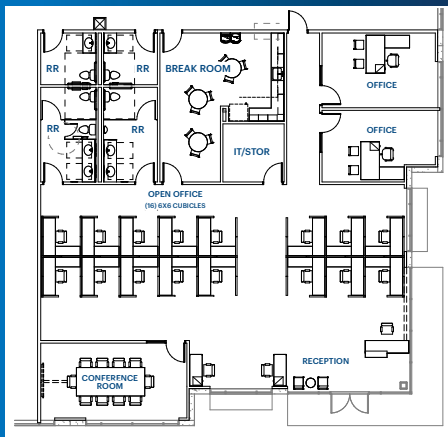 RR
RR
BREAK ROOM
OFFICE
RR
RR
OFFICE
IT/STOR
OPEN OFFICE
(16) 6X6 CUBICLES
RECEPTION
CONFERENCE
ROOM